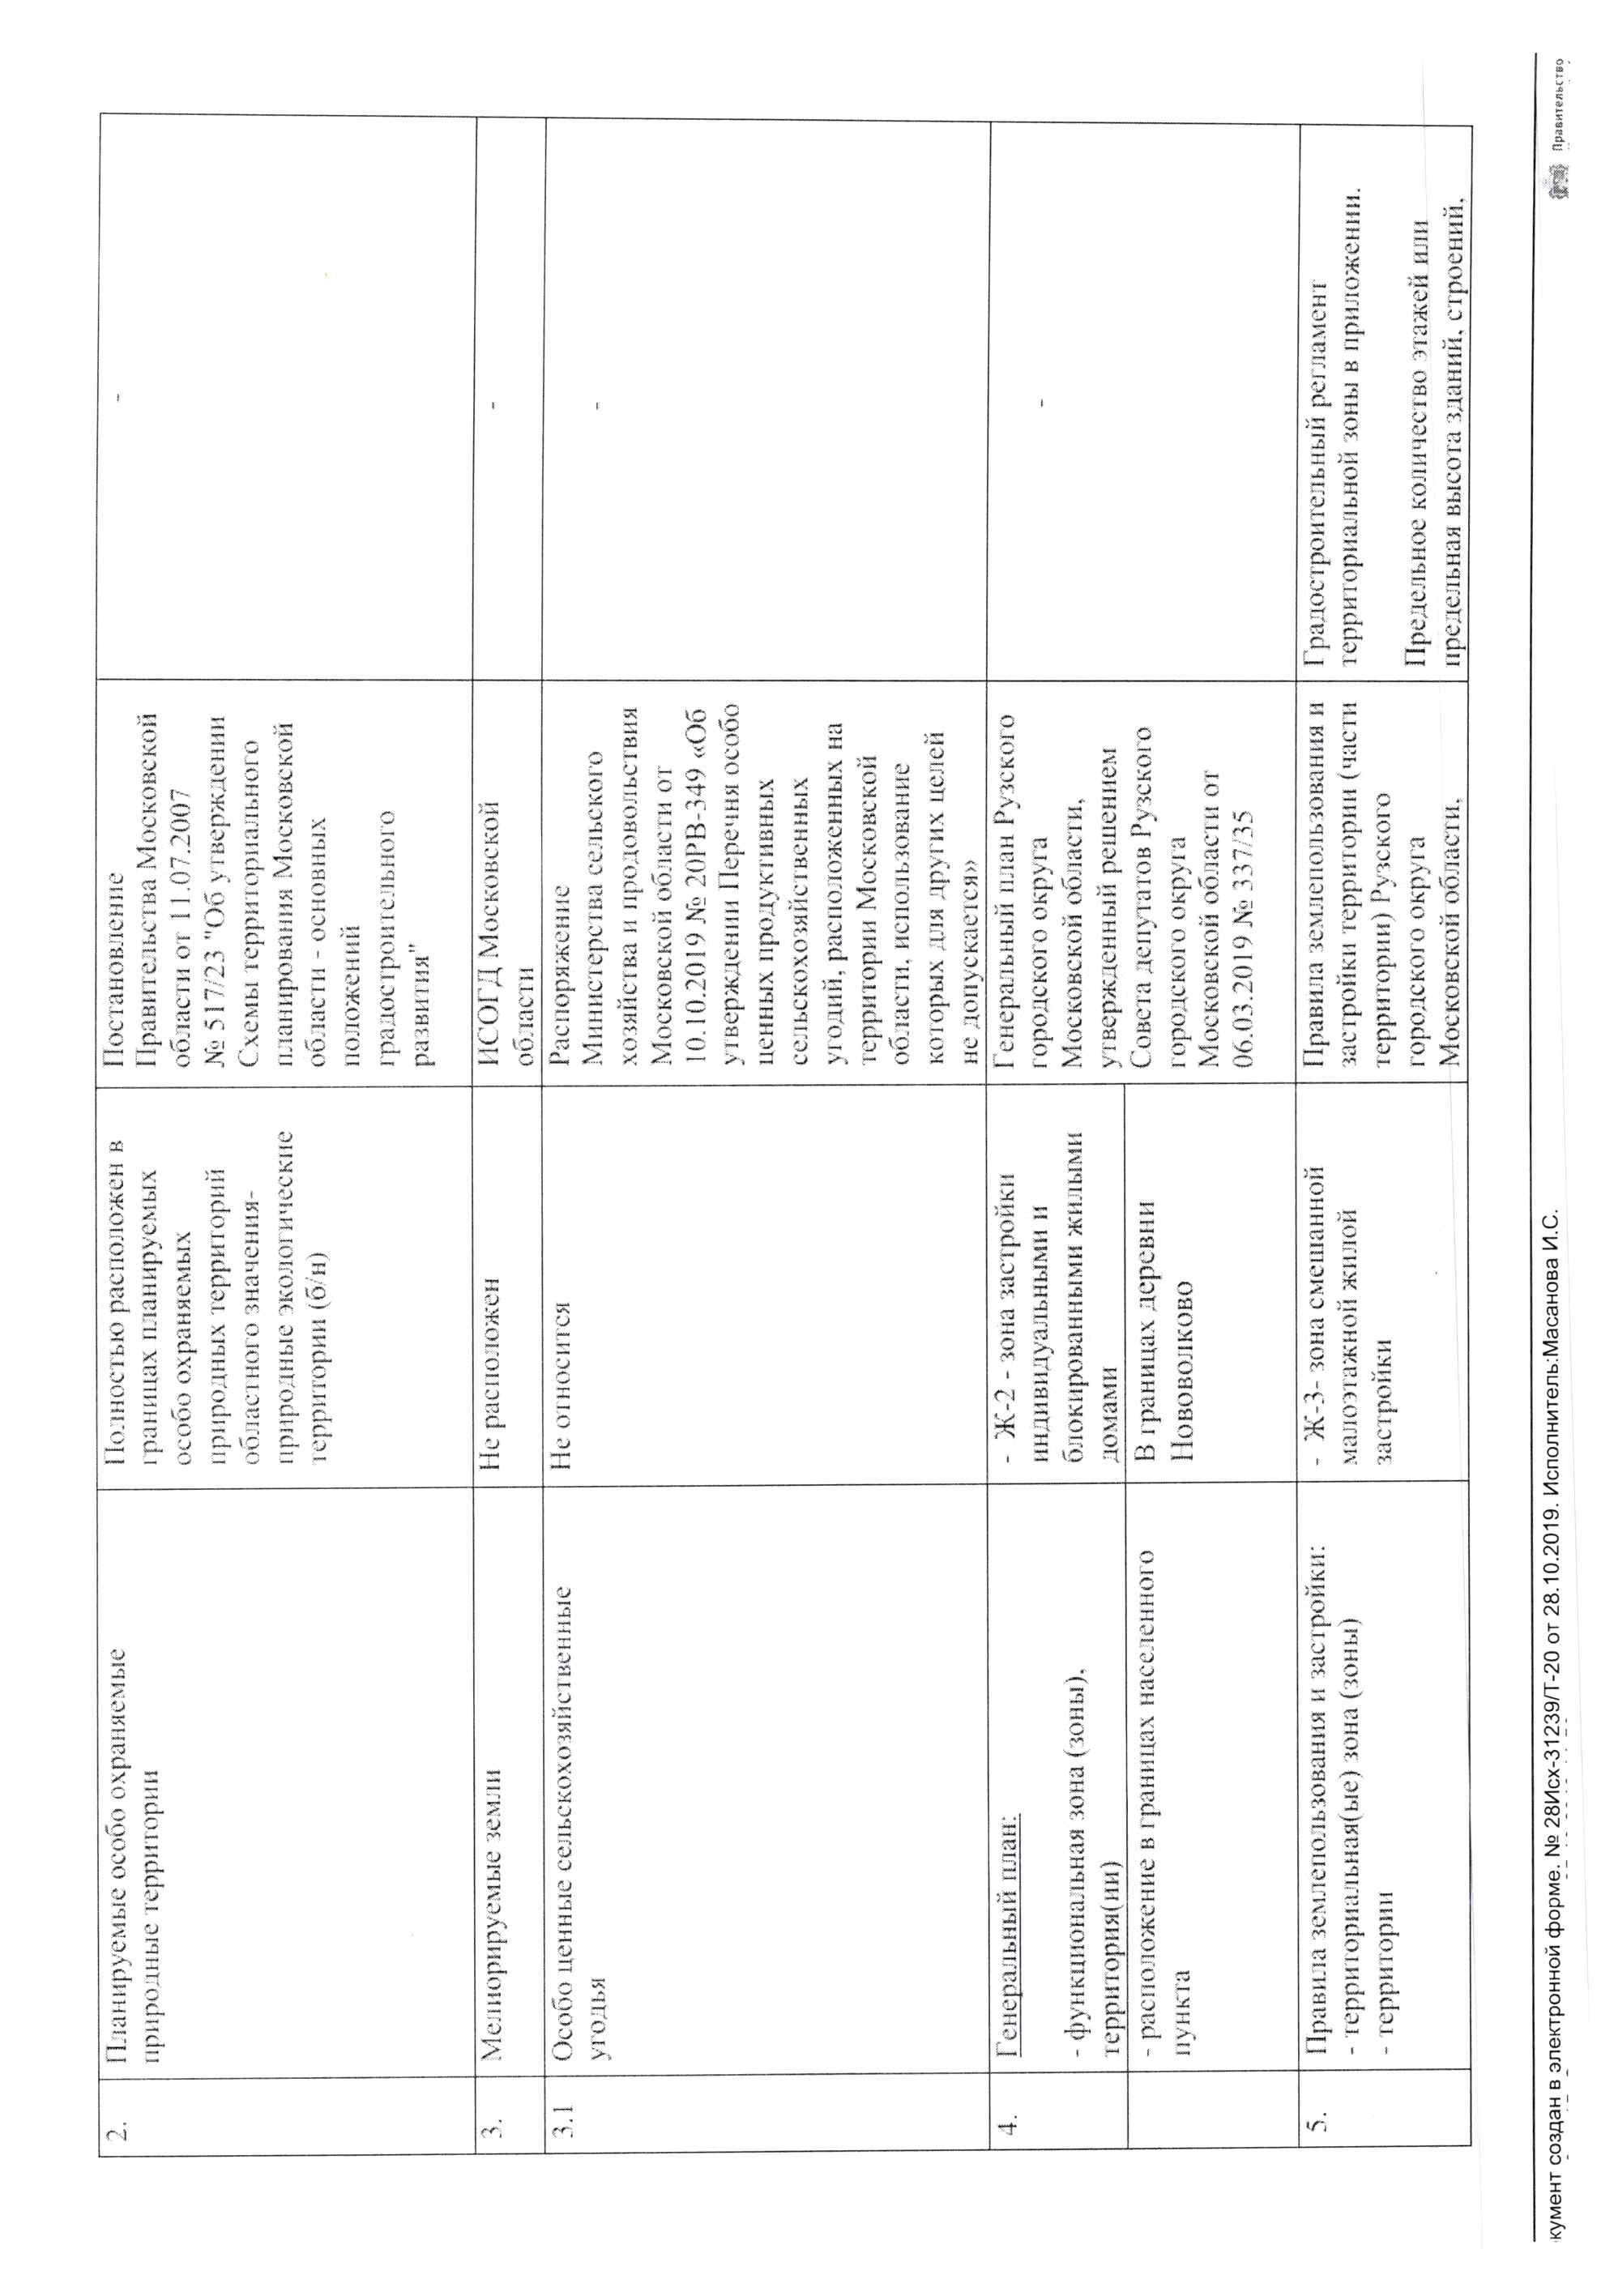 2.
Планируемые особо охраняемые
природные территории
Полностью расположен в
границах планируемых
особо охраняемых
природных территорий
областного значения-
природные экологические
территории (б/н)
Постановление
Правительства Московской
области от 11.07.2007
№ 517/23 "Об утверждении
Схемы территориального
планирования Московской
области - основных
положений
градостроительного
развития"
-
3.
Мелиорируемые земли
Не расположен
ИСОГД Московской
области
-
3.1
Особо ценные сельскохозяйственные
угодья
Не относится
Распоряжение
Министерства сельского
хозяйства и продовольствия
Московской области от
10.10.2019 № 20РВ-349 «Об
утверждении Перечня особо
ценных продуктивных
сельскохозяйственных
угодий, расположенных на
территории Московской
области, использование
которых для других целей
не допускается»
-
4.
Генеральный план:
- функциональная зона (зоны),
территория(ии)
- Ж-2 - зона застройки
индивидуальными и
блокированными жилыми
домами
Генеральный план Рузского
городского округа
Московской области,
утвержденный решением
Совета депутатов Рузского
городского округа
Московской области от
06.03.2019 № 337/35
-
- расположение в границах населенного
пункта
В границах деревни
Нововолково
5.
Правила землепользования и застройки:
- территориальная(ые) зона (зоны)
- территории
- Ж-3- зона смешанной
малоэтажной жилой
застройки
Правила землепользования и
застройки территории (части
территории) Рузского
городского округа
Московской области,
Градостроительный регламент
территориальной зоны в приложении.
Предельное количество этажей или
предельная высота зданий, строений,
кумент создан в электронной форме. № 28Исх-31239/Т-20 от 28.10.2019. Исполнитель:Масанова И.С.
Правительство